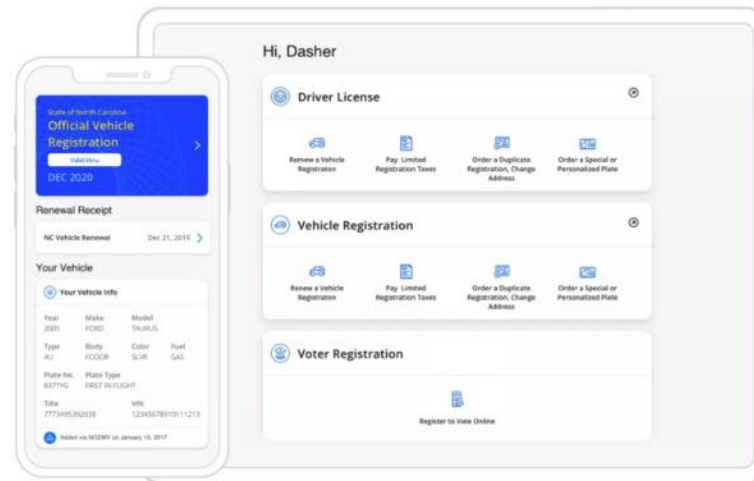 State of North Carolina
Official Vehicle
Registration
Valid thru
DEC 2020
Renewal Receipt
NC Vehicle Renewal Dec 21, 2019
Your Vehicle
Your Vehicle Info
Year Make Model
2005 FORD TAURUS
Type Body Color Fuel
4U FODOR SLVR GAS
Plate No. Plate Type
8377YG FIRST IN FLIGHT
Title VIN
7773495392038 12345678910111213
Added via NCDMV on January 15, 2017
Hi, Dasher
Driver License
Renew a Vehicle Pay Limited Order a Duplicate Order a Special or
Registraton Registration Taxes Registration, Change Personalized Plate
Address
Vehicle Registration
Renew a Vehicle Pay Limited Order a Duplicate Order a Special or
Registraton Registration Taxes Registration, Change Personalized Plate
Address
Voter Registration
Register to Vote Online